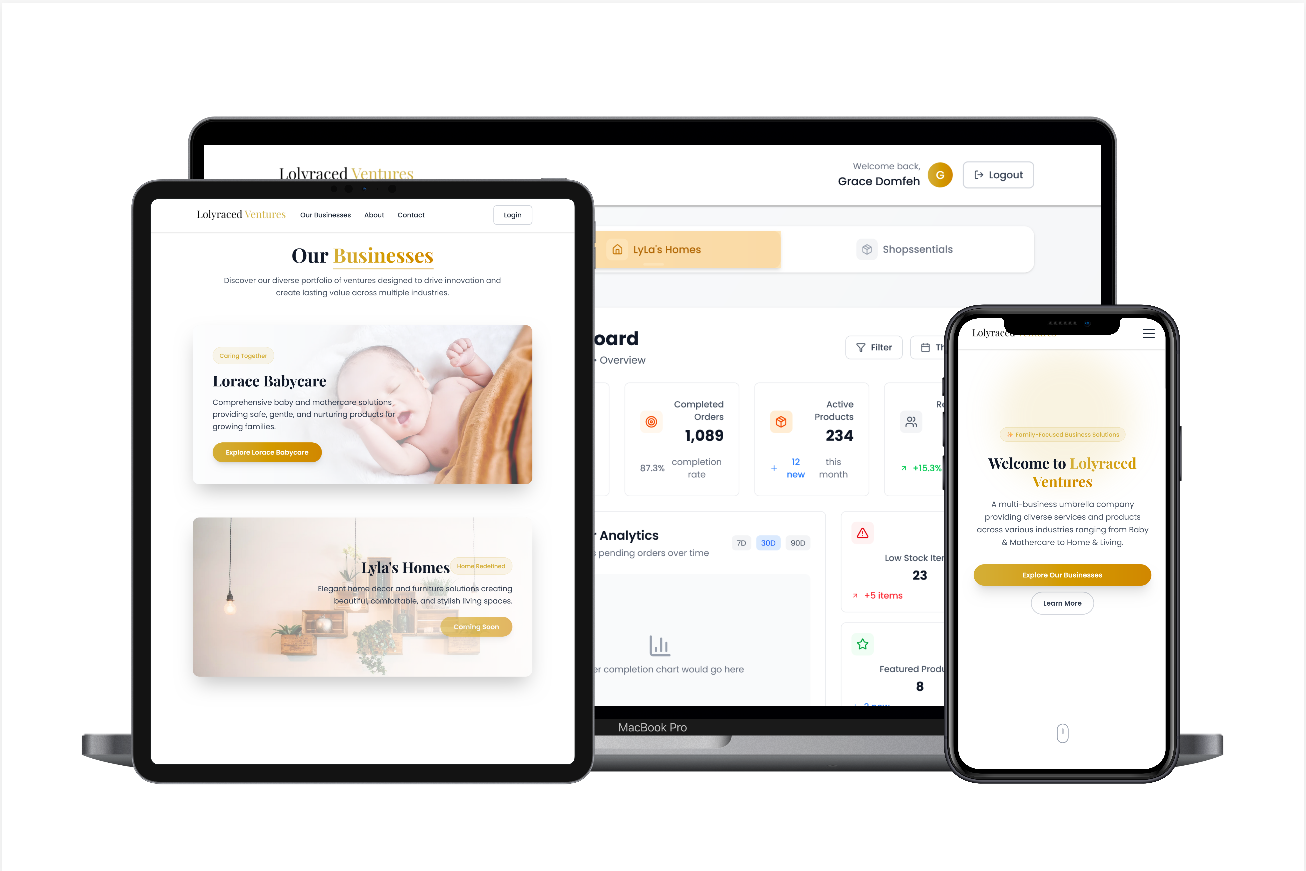 Lolyraced Ventures
Welcome back,
Grace Domfeh
G
Logout
LyLa's Homes
Shopssentials
oard
Overview
Filter
Th
Completed
Orders
1,089
87.3%
completion
rate
Active
Products
234
+ 12
new
this
month
Re
+15.3%
Analytics
s pending orders over time
7D
30D
90D
er completion chart would go here
Low Stock Iter
23
+5 items
Featured Produ
8
MacBook Pro
Lolyraced Ventures
Our Businesses
About
Contact
Login
Our Businesses
Discover our diverse portfolio of ventures designed to drive innovation and
create lasting value across multiple industries.
Caring Together
Lorace Babycare
Comprehensive baby and mothercare solutions,
providing safe, gentle, and nurturing products for
growing families.
Explore Lorace Babycare
Lyla's Homes
Home Redefined
Elegant home decor and furniture solutions creating
beautiful, comfortable, and stylish living spaces.
Coming Soon
Lolyraced
Family-Focused Business Solutions
Welcome to Lolyraced
Ventures
A multi-business umbrella company
providing diverse services and products
across various industries ranging from Baby
& Mothercare to Home & Living.
Explore Our Businesses
Learn More